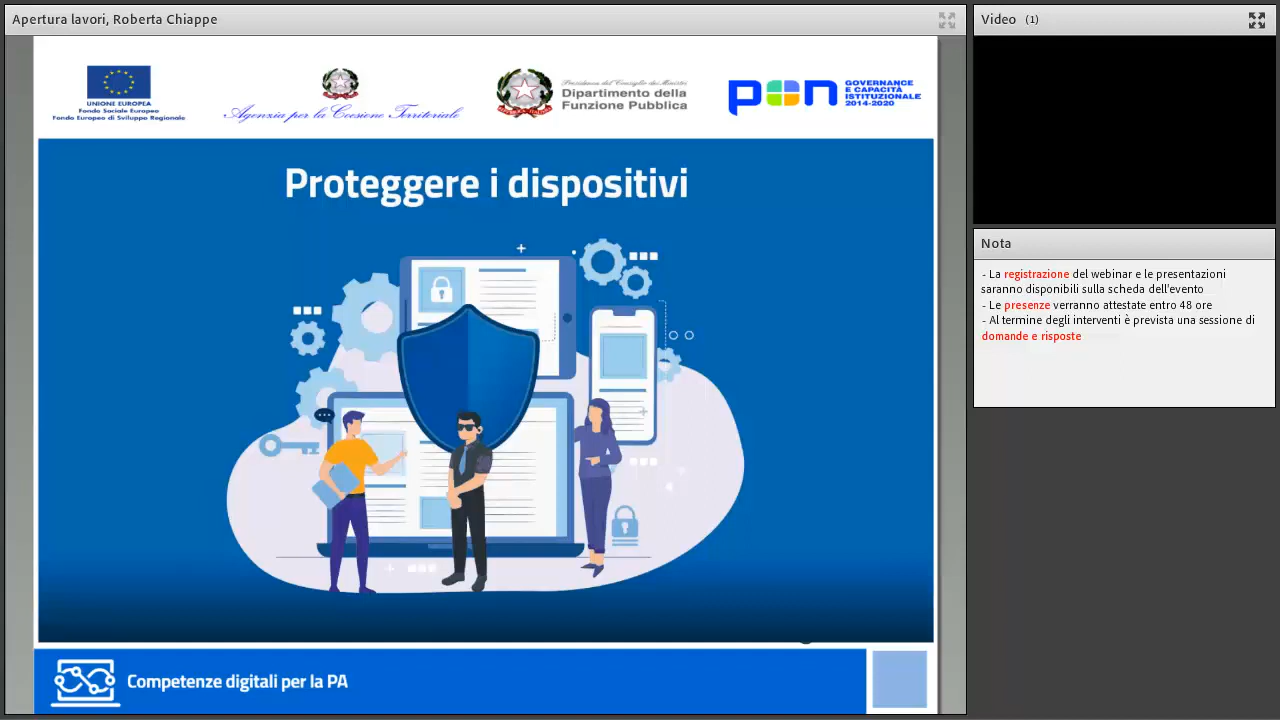 Apertura lavori, Roberta Chiappe
Video (1)
UNIONE EUROPEA
Fondo Sociale Europeo
Fondo Europeo di Sviluppo Regionale
Agenzia per la Coesione Territoriale
Presidenza del Consiglio dei Ministri
Dipartimento della
Funzione Pubblica
pon
GOVERNANCE
E CAPACITÀ
ISTITUZIONALE
2014-2020
Proteggere i dispositivi
Nota
- La registrazione del webinar e le presentazioni
saranno disponibili sulla scheda dell'evento
- Le presenze verranno attestate entro 48 ore
- Al termine degli interventi è prevista una sessione di
domande e risposte
Competenze digitali per la PA